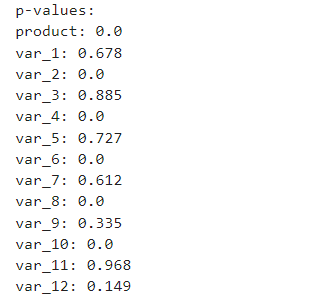 p-values:
product: 0.0
var_1: 0.678
var_2: 0.0
var_3: 0.885
var_4: 0.0
var_5: 0.727
var_6: 0.0
var_7: 0.612
var_8: 0.0
var_9: 0.335
var_10: 0.0
var_11: 0.968
var_12: 0.149